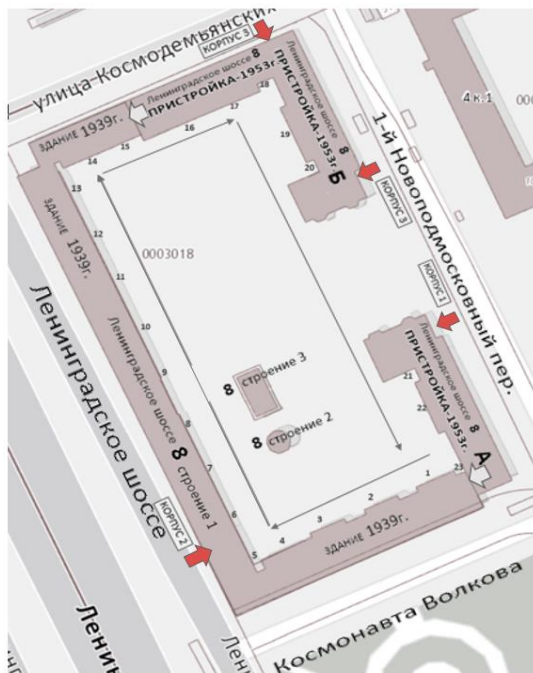 улица Космодемьянских
КОРПУС 3
Ленинградское шоссе 8
ПРИСТРОЙКА-1953г.
Ленинградское шоссе 8
ПРИСТРОЙКА-1953г.
Б
ЗДАНИЕ 1939г.
ЗДАНИЕ 1939г.
4 к.1
000
1-й Новоподмосковный пер.
КОРПУС 3
КОРПУС 1
13
14
15
16
17
18
19
20
12
11
10
9
8
7
6
5
4
3
2
1
23
22
21
0003018
Ленинградское шоссе
Ленинградское шоссе 8 строение 1
8 строение 3
8 строение 2
Ленинградское шоссе 8
ПРИСТРОЙКА-1953г.
А
КОРПУС 2
ЗДАНИЕ 1939г.
Космонавта Волкова
Ленин
Лени